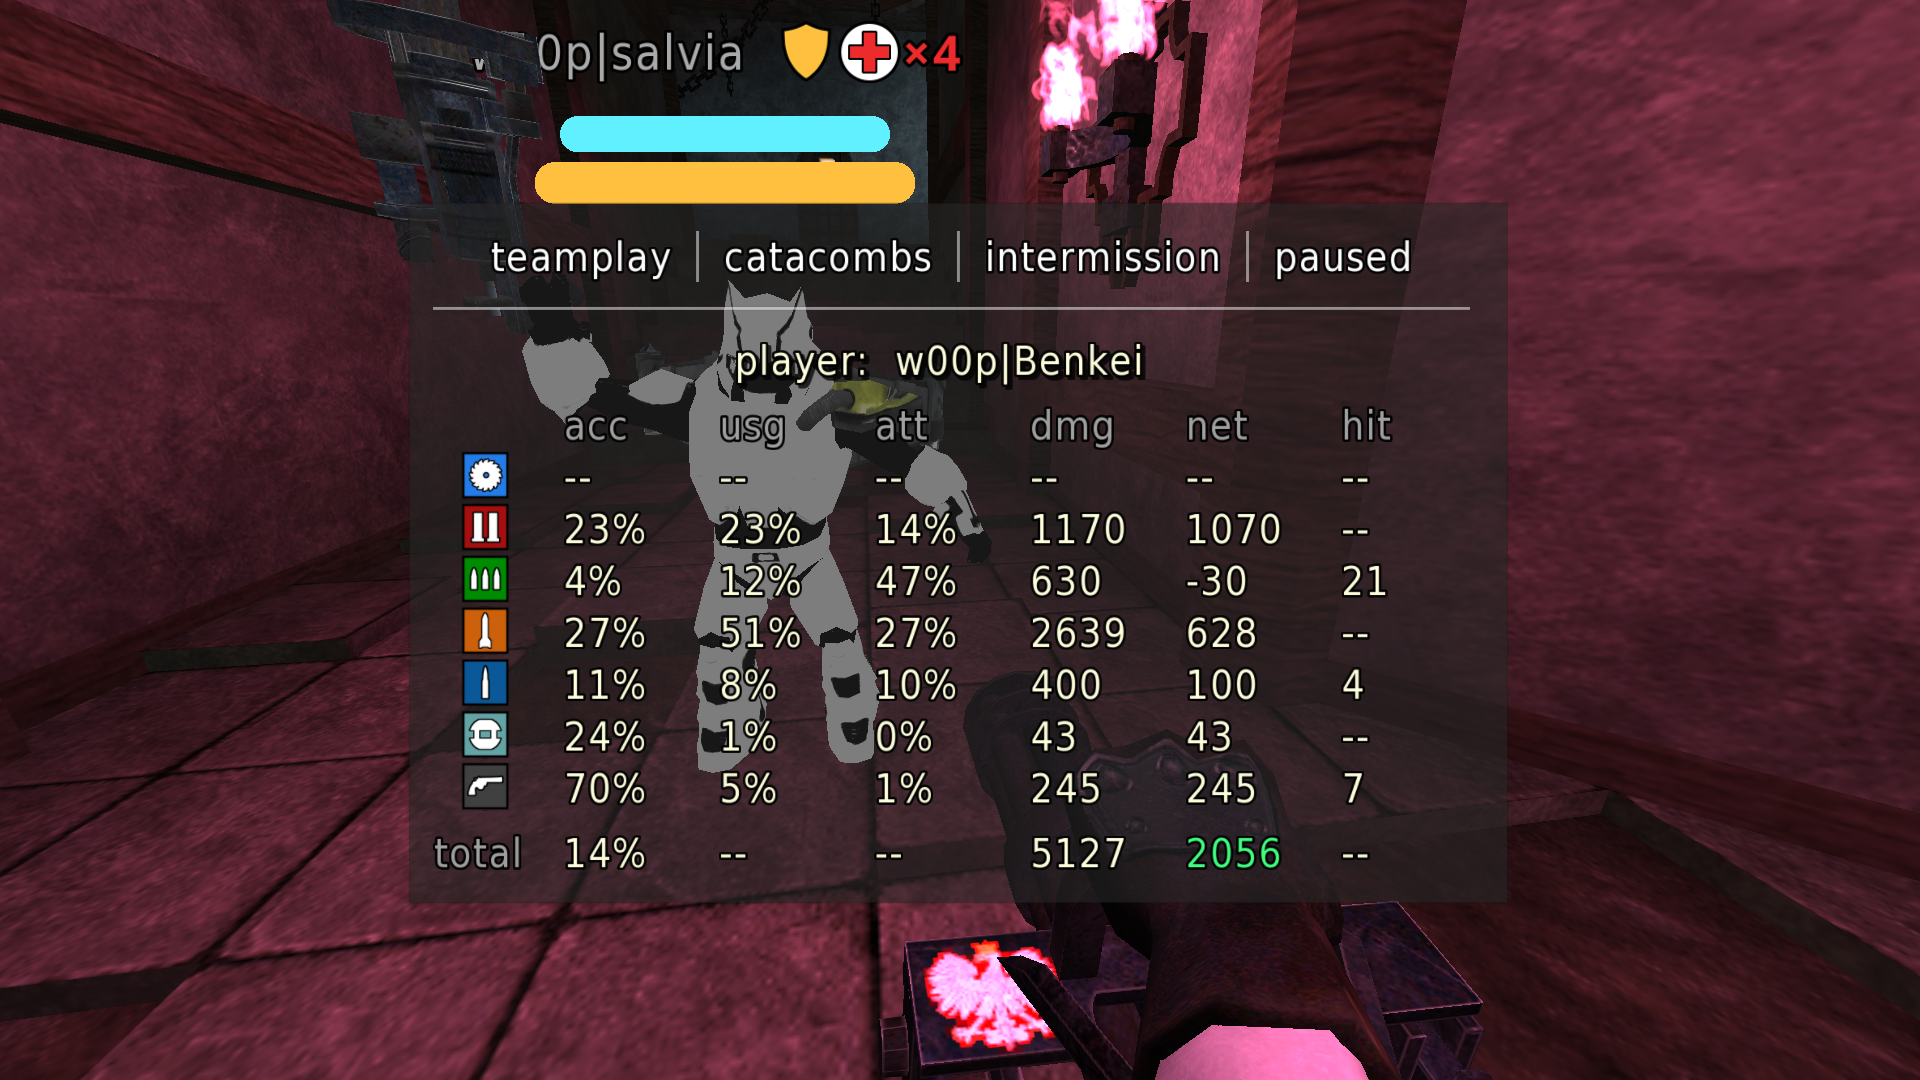 0p|salvia ×4
teamplay | catacombs | intermission | paused
player: w00p|Benkei
acc usg att dmg net hit
-- -- -- -- -- --
23% 23% 14% 1170 1070 --
4% 12% 47% 630 -30 21
27% 51% 27% 2639 628 --
11% 8% 10% 400 100 4
24% 1% 0% 43 43 --
70% 5% 1% 245 245 7
total 14% -- -- 5127 2056 --